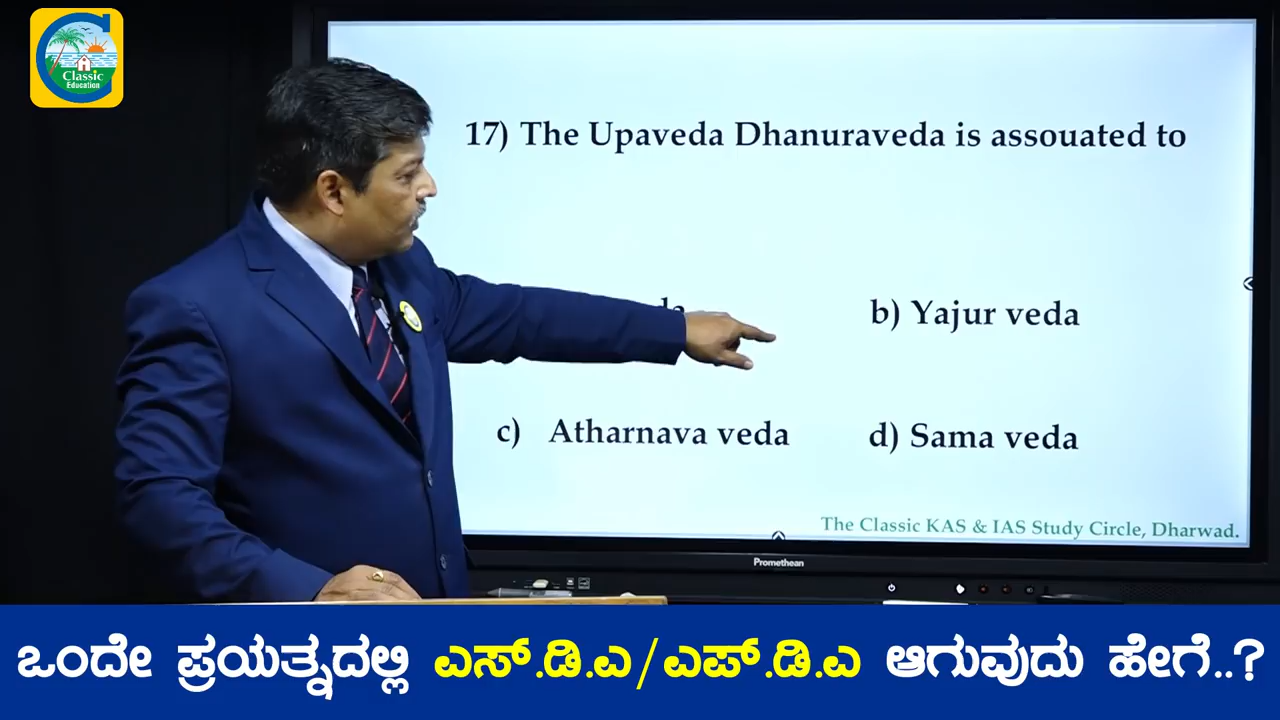 Classic
Education
17) The Upaveda Dhanuraveda is assouated to
b) Yajur veda
c) Atharnava veda
d) Sama veda
The Classic KAS & IAS Study Circle, Dharwad.
Promethean
ಒಂದೇ ಪ್ರಯತ್ನದಲ್ಲಿ ಎಸ್.ಡಿ.ಎ/ಎಫ್.ಡಿ.ಎ ಆಗುವುದು ಹೇಗೆ..?